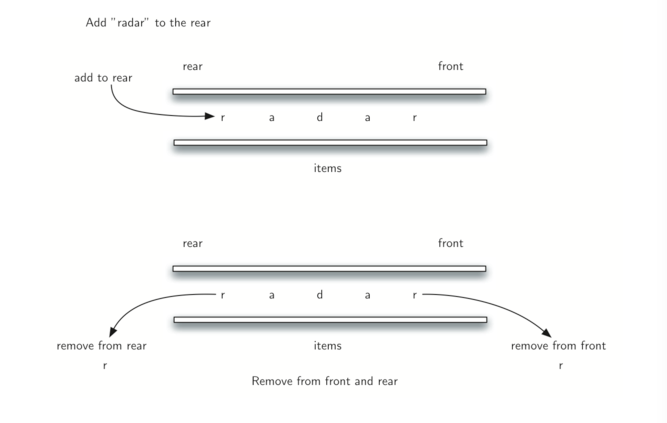 Add "radar" to the rear
rear front
add to rear
r a d a r
items
rear front
r a d a r
remove from rear items remove from front
r r
Remove from front and rear